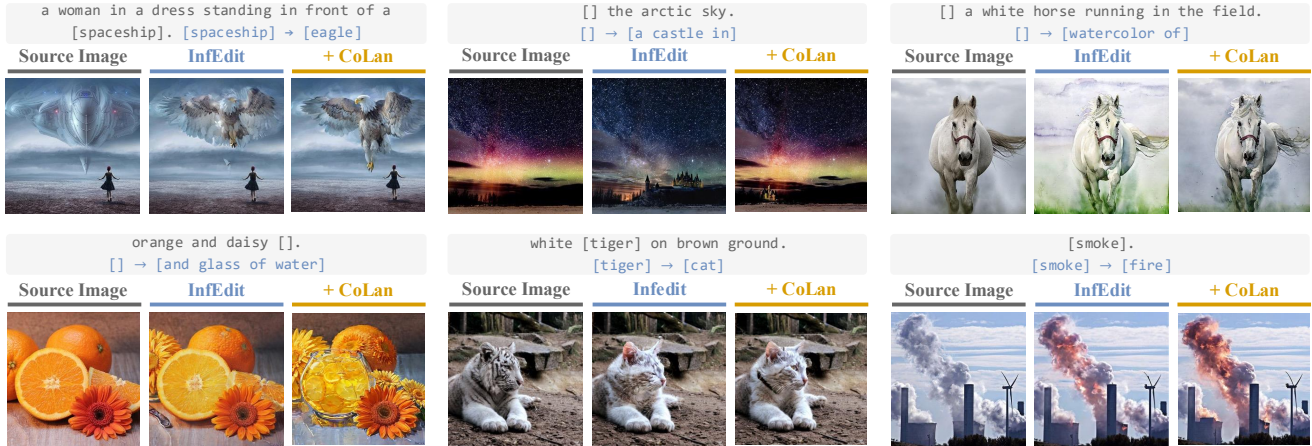 a woman in a dress standing in front of a
[spaceship]. [spaceship] → [eagle]
Source Image InfEdit + CoLan
[] the arctic sky.
[] → [a castle in]
Source Image InfEdit + CoLan
[] a white horse running in the field.
[] → [watercolor of]
Source Image InfEdit + CoLan
orange and daisy [].
[] → [and glass of water]
Source Image InfEdit + CoLan
white [tiger] on brown ground.
[tiger] → [cat]
Source Image Infedit + CoLan
[smoke].
[smoke] → [fire]
Source Image InfEdit + CoLan